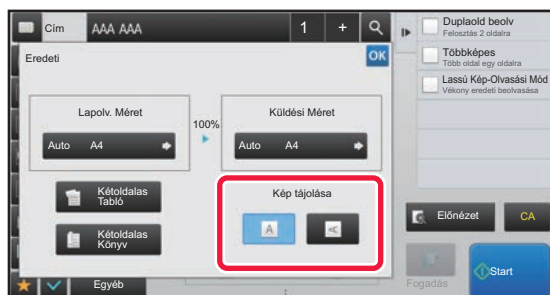 Cím AAA AAA 1 +
Eredeti OK
Lapolv. Méret
100%
Küldési Méret
Auto A4
Auto A4
Kétoldalas
Tabló
Kétoldalas
Könyv
Kép tájolása
A A
Egyéb
Duplaold beolv
Felosztás 2 oldalra
Többképes
Több oldal egy oldalra
Lassú Kép-Olvasási Mód
Vékony eredeti beolvasása
Előnézet
CA
Fogadás
Start